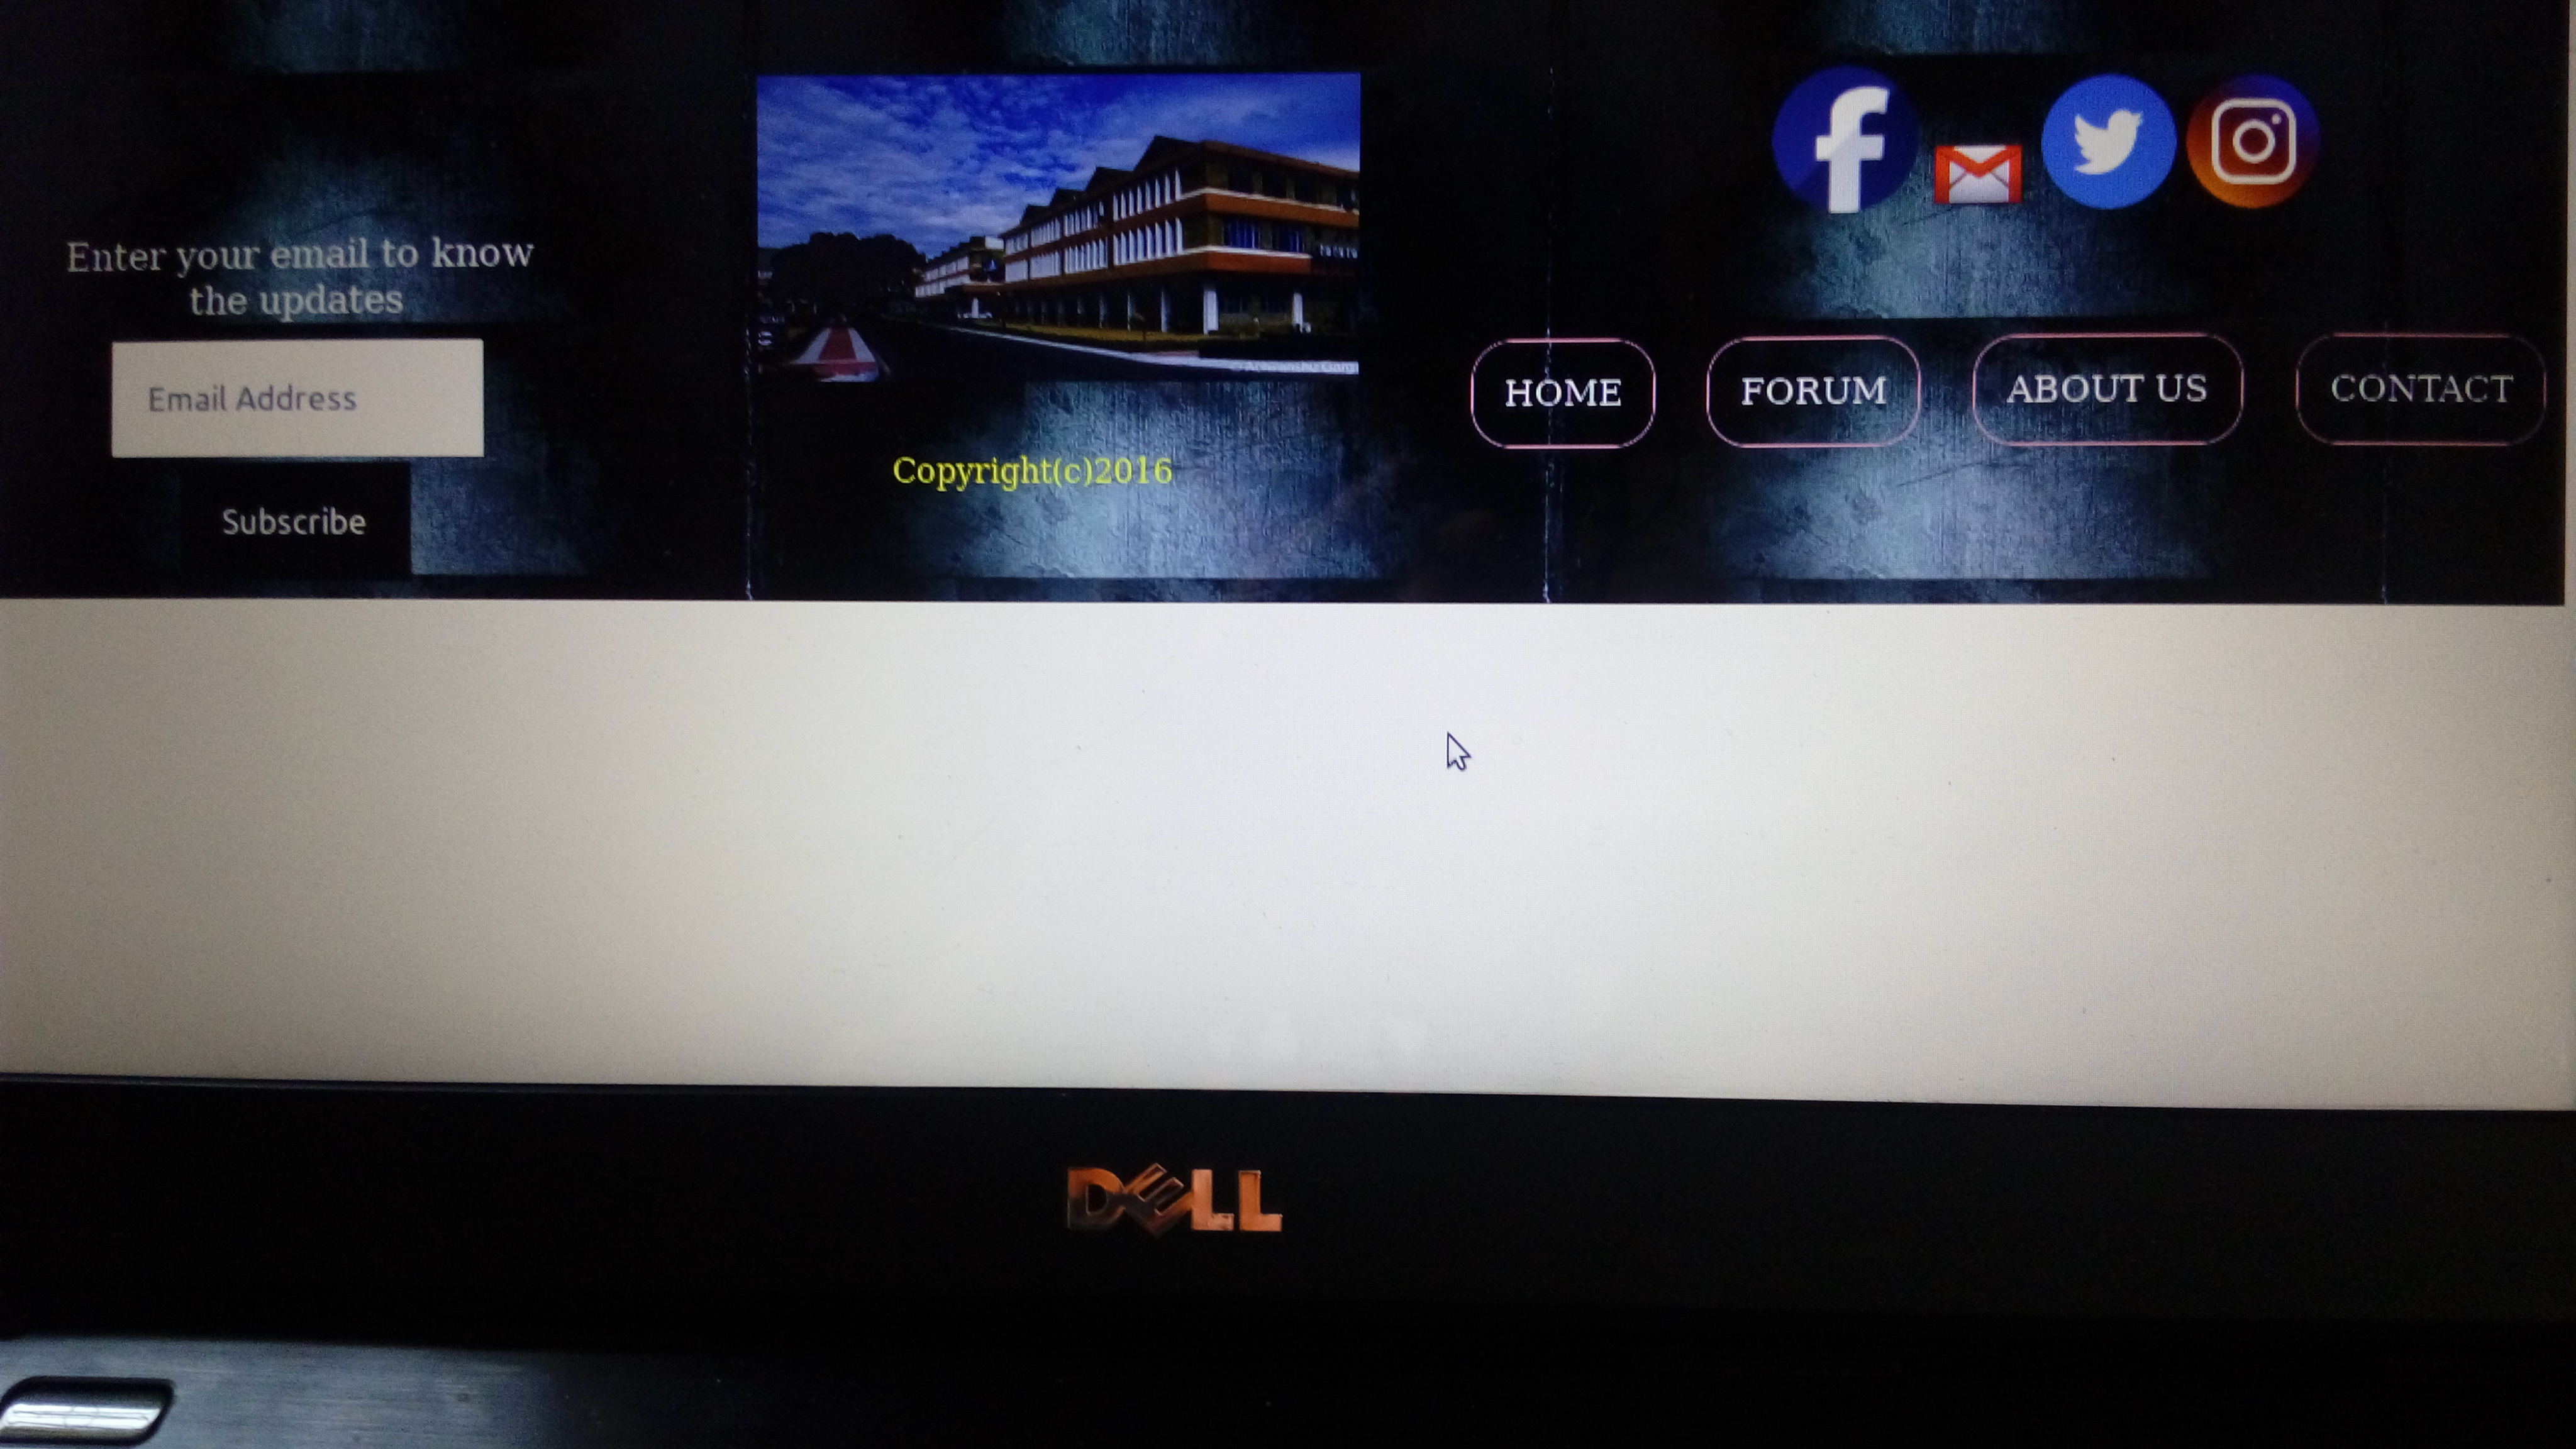 Enter your email to know
the updates
Email Address
Subscribe
Copyright(c)2016
HOME
FORUM
ABOUT US
CONTACT
DELL